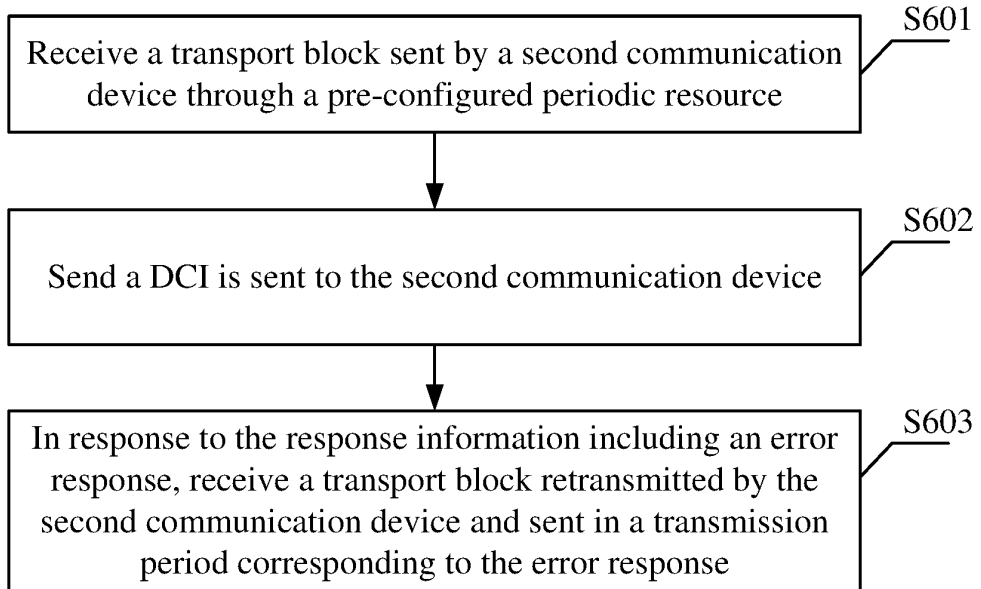 S601
Receive a transport block sent by a second communication
device through a pre-configured periodic resource
S602
Send a DCI is sent to the second communication device
S603
In response to the response information including an error
response, receive a transport block retransmitted by the
second communication device and sent in a transmission
period corresponding to the error response